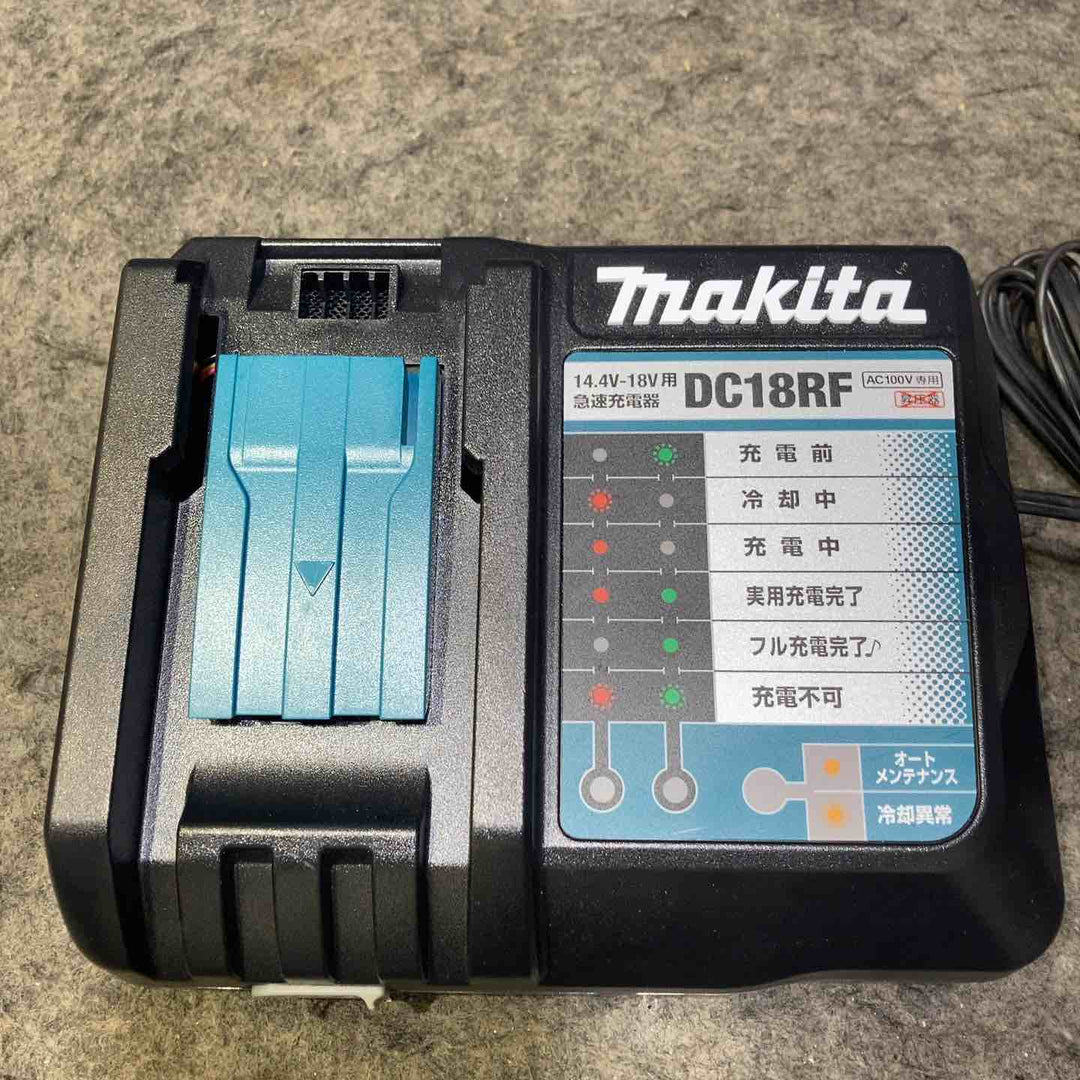 makita
14.4V-18V用
急速充電器
DC18RF
AC100V専用
昇圧器
充電前
冷却中
充電中
実用充電完了
フル充電完了♪
充電不可
オート
メンテナンス
冷却異常